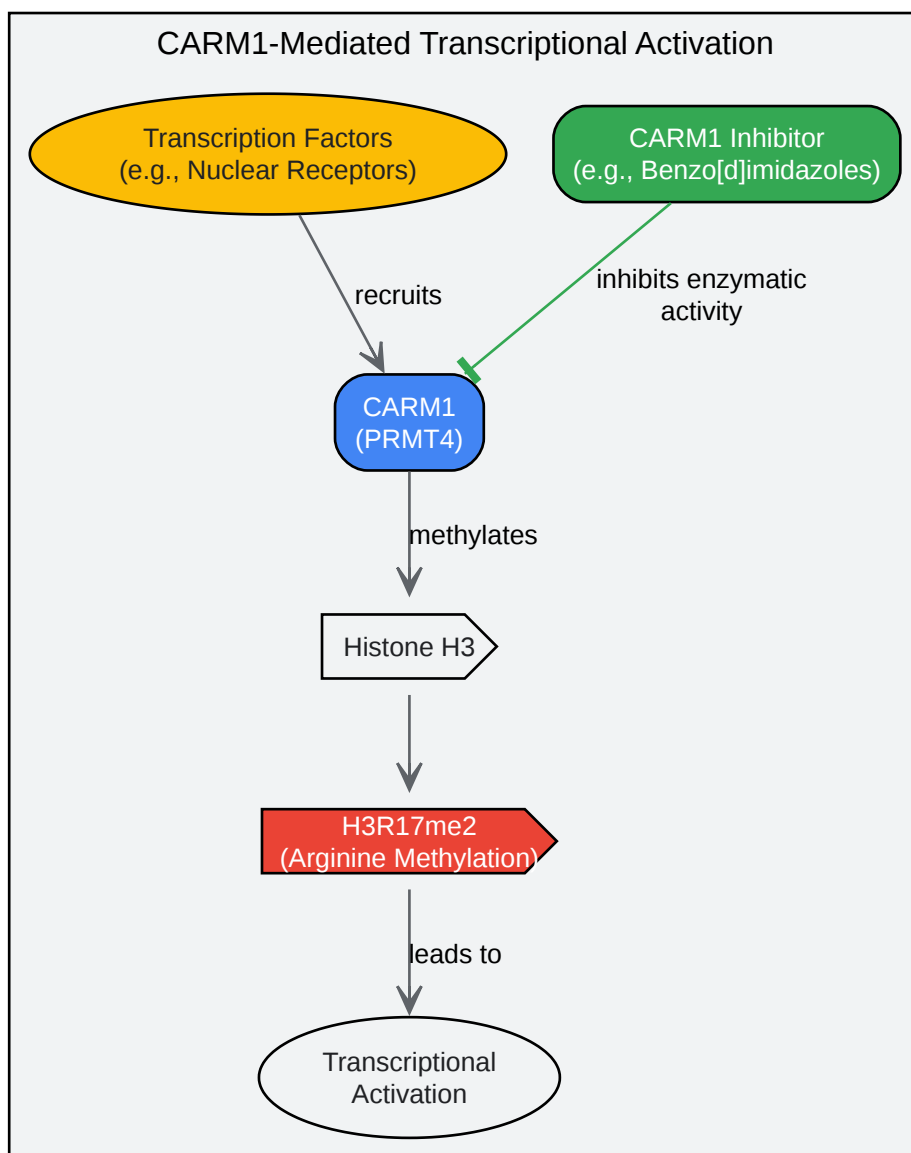 CARM1-Mediated Transcriptional Activation
Transcription Factors
(e.g., Nuclear Receptors)
CARM1 Inhibitor
(e.g., Benzo[d]imidazoles)
recruits
inhibits enzymatic
activity
CARM1
(PRMT4)
methylates
Histone H3
H3R17me2
(Arginine Methylation)
leads to
Transcriptional
Activation